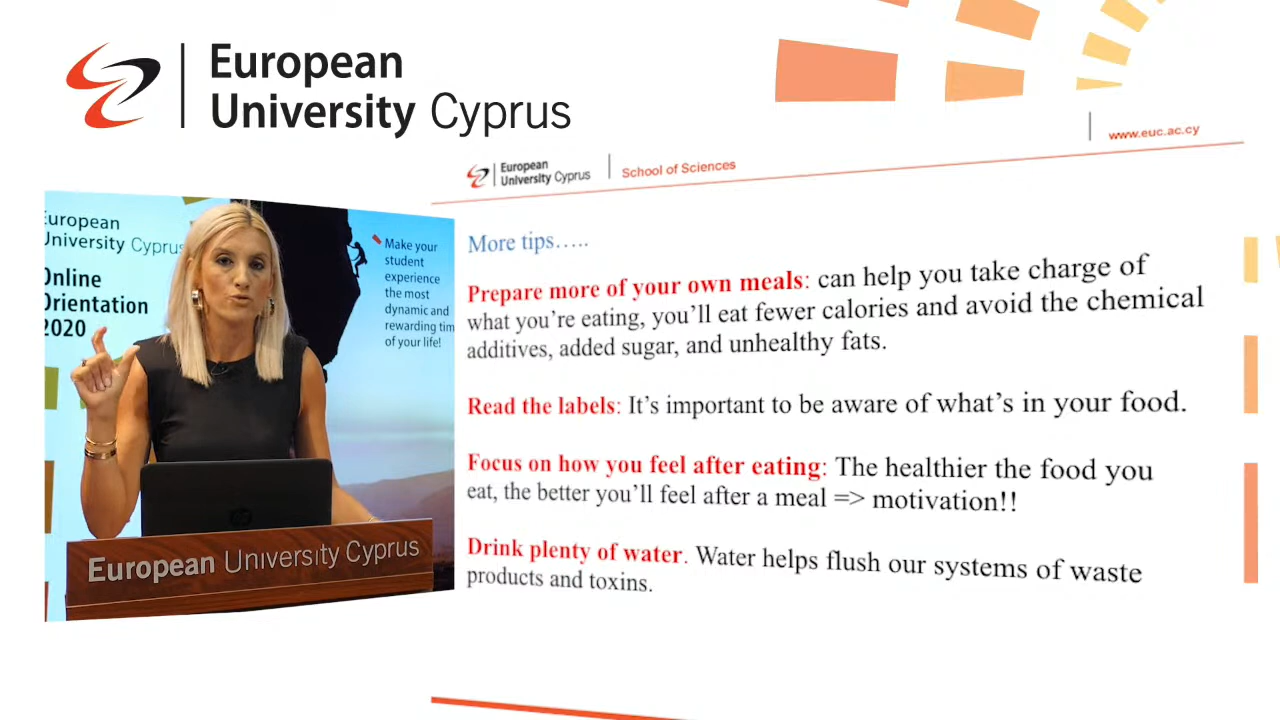 European
University Cyprus
www.euc.ac.cy
European
University Cyprus
School of Sciences
European
University Cyprus
Online
Orientation
2020
Make your
student
experience
the most
dynamic and
rewarding tim
of your life!
European University Cyprus
More tips…..
Prepare more of your own meals: can help you take charge of
what you’re eating, you’ll eat fewer calories and avoid the chemical
additives, added sugar, and unhealthy fats.
Read the labels: It’s important to be aware of what’s in your food.
Focus on how you feel after eating: The healthier the food you
eat, the better you’ll feel after a meal => motivation!!
Drink plenty of water. Water helps flush our systems of waste
products and toxins.